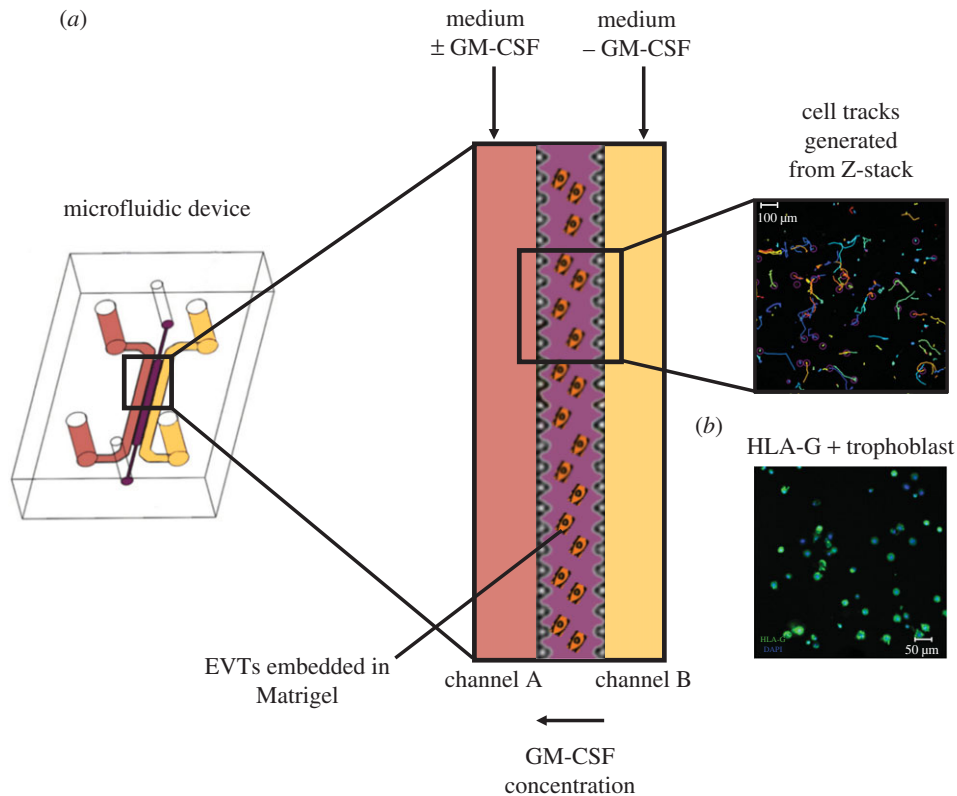 (a)
medium
± GM-CSF
medium
– GM-CSF
microfluidic device
cell tracks
generated
from Z-stack
100 µm
(b)
HLA-G + trophoblast
HLA-G
DAPI
50 µm
EVTs embedded in
Matrigel
channel A
channel B
GM-CSF
concentration